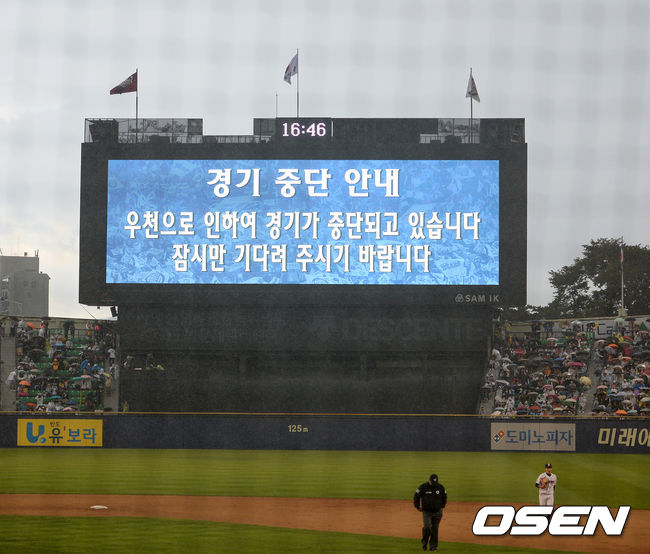 16:46
경기 중단 안내
우천으로 인하여 경기가 중단되고 있습니다
잠시만 기다려 주시기 바랍니다
SAM IK
유보라
125m
도미노피자
미래에
OSEN